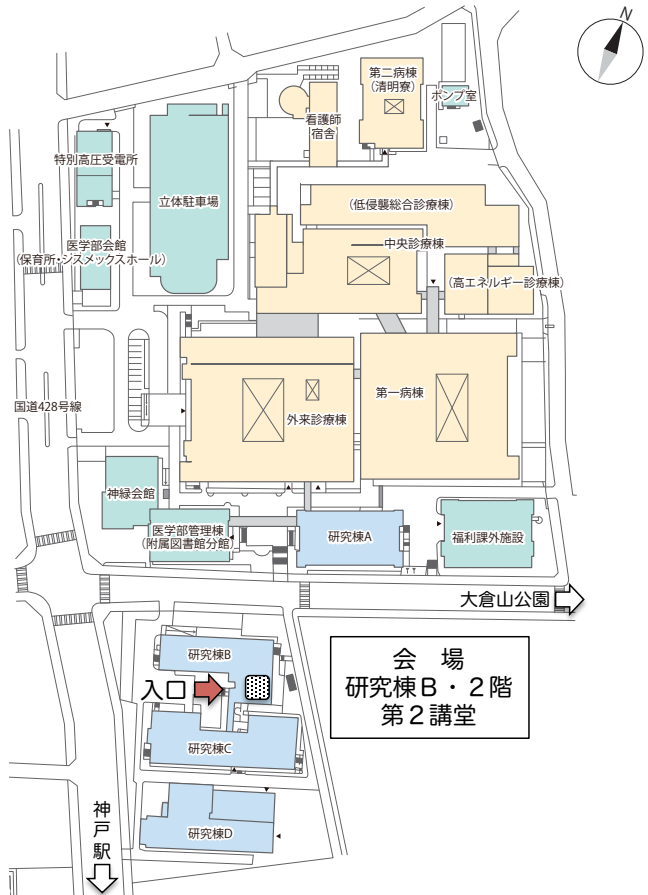 N
第二病棟
(清明寮)
ポンプ室
看護師
宿舎
特別高圧受電所
立体駐車場
(低侵襲総合診療棟)
医学部会館
(保育所・シスメックスホール)
中央診療棟
(高エネルギー診療棟)
国道428号線
第一病棟
外来診療棟
神緑会館
医学部管理棟
(附属図書館分館)
研究棟A
福利課外施設
大倉山公園
研究棟B
入口
会 場
研究棟B・2階
第2講堂
研究棟C
研究棟D
神戸駅